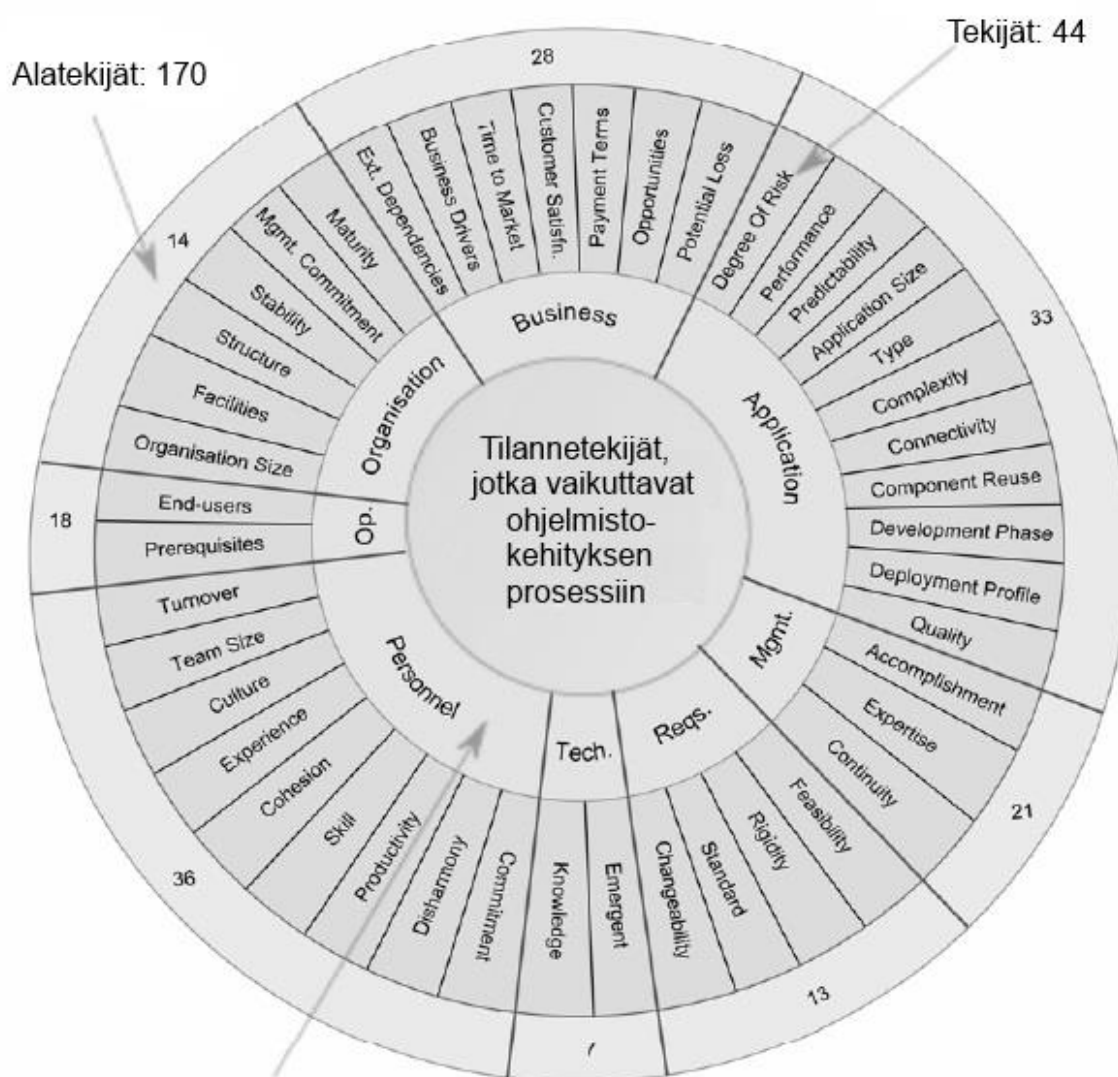 Tekijät: 44
Alatekijät: 170
Tilannetekijät,
jotka vaikuttavat
ohjelmisto-
kehityksen
prosessiin
Business
28
Ext. Dependencies
Business Drivers
Time to Market
Customer Satisfn.
Payment Terms
Opportunities
Potential Loss
Application
33
Degree Of Risk
Performance
Predictability
Application Size
Type
Complexity
Connectivity
Component Reuse
Development Phase
Deployment Profile
Quality
Mgmt.
21
Accomplishment
Expertise
Continuity
Reqs.
13
Feasibility
Rigidity
Standard
Changeability
Tech.
7
Emergent
Knowledge
Personnel
36
Commitment
Disharmony
Productivity
Skill
Cohesion
Experience
Culture
Team Size
Turnover
Op.
18
Prerequisites
End-users
Organisation
14
Organisation Size
Facilities
Structure
Stability
Mgmt. Commitment
Maturity